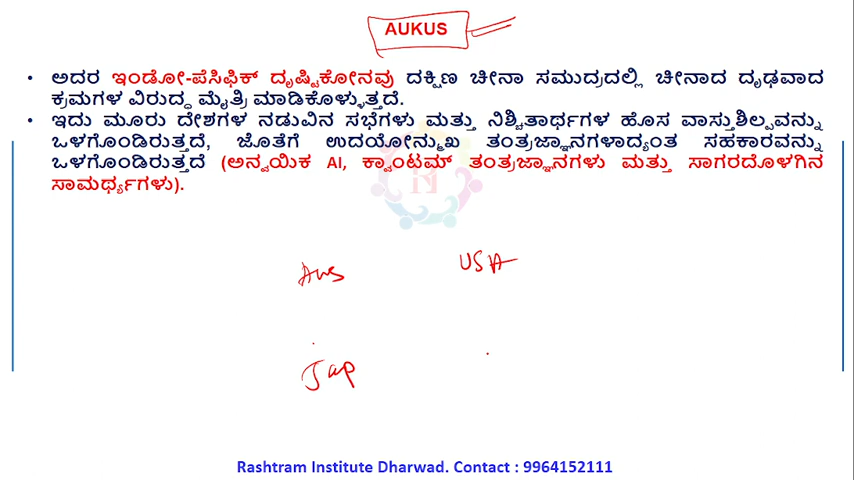 AUKUS
• ಅದರ ಇಂಡೋ-ಪೆಸಿಫಿಕ್ ದೃಷ್ಟಿಕೋನವು ದಕ್ಷಿಣ ಚೀನಾ ಸಮುದ್ರದಲ್ಲಿ ಚೀನಾದ ದೃಢವಾದ
ಕ್ರಮಗಳ ವಿರುದ್ಧ ಮೈತ್ರಿ ಮಾಡಿಕೊಳ್ಳುತ್ತದೆ.
• ಇದು ಮೂರು ದೇಶಗಳ ನಡುವಿನ ಸಭೆಗಳು ಮತ್ತು ನಿಶ್ಚಿತಾರ್ಥಗಳ ಹೊಸ ವಾಸ್ತುಶಿಲ್ಪವನ್ನು
ಒಳಗೊಂಡಿರುತ್ತದೆ, ಜೊತೆಗೆ ಉದಯೋನ್ಮುಖ ತಂತ್ರಜ್ಞಾನಗಳಾದ್ಯಂತ ಸಹಕಾರವನ್ನು
ಒಳಗೊಂಡಿರುತ್ತದೆ (ಅನ್ವಯಿಕ AI, ಕ್ವಾಂಟಮ್ ತಂತ್ರಜ್ಞಾನಗಳು ಮತ್ತು ಸಾಗರದೊಳಗಿನ
ಸಾಮರ್ಥ್ಯಗಳು).
Aus USA
Jap
Rashtram Institute Dharwad. Contact : 9964152111